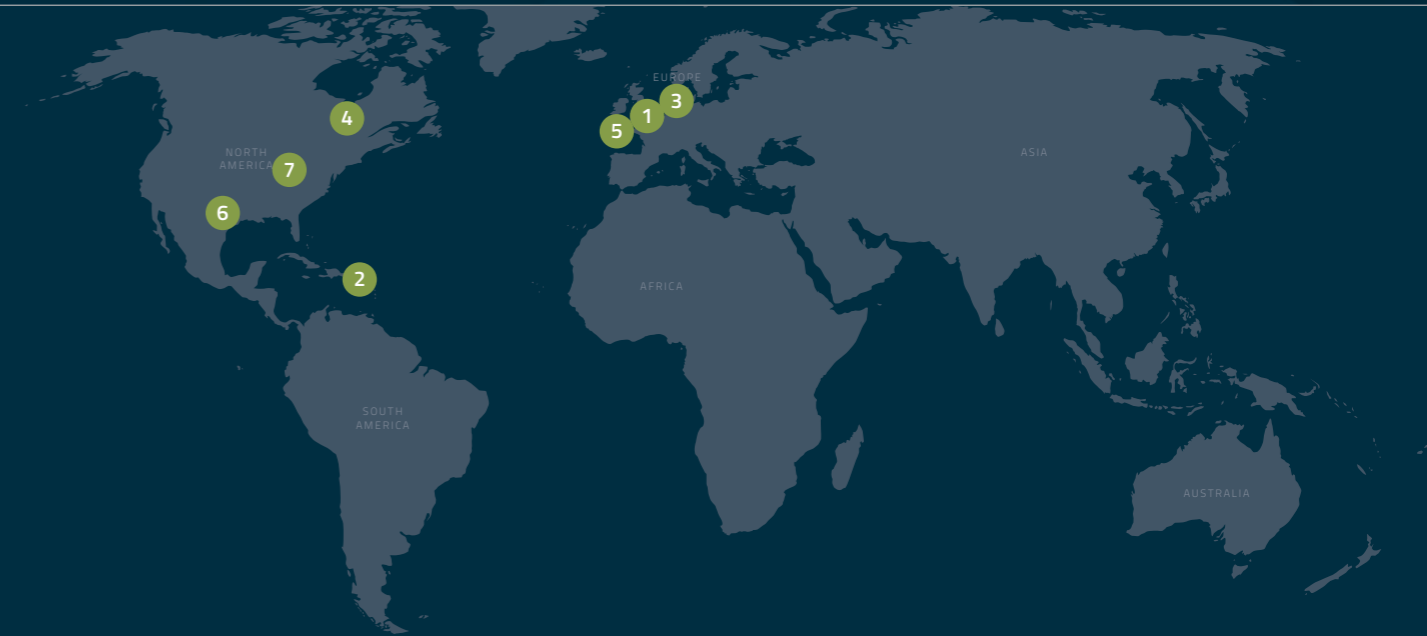 EUROPE
3
1
4
5
NORTH
AMERICA
ASIA
7
6
2
AFRICA
SOUTH
AMERICA
AUSTRALIA